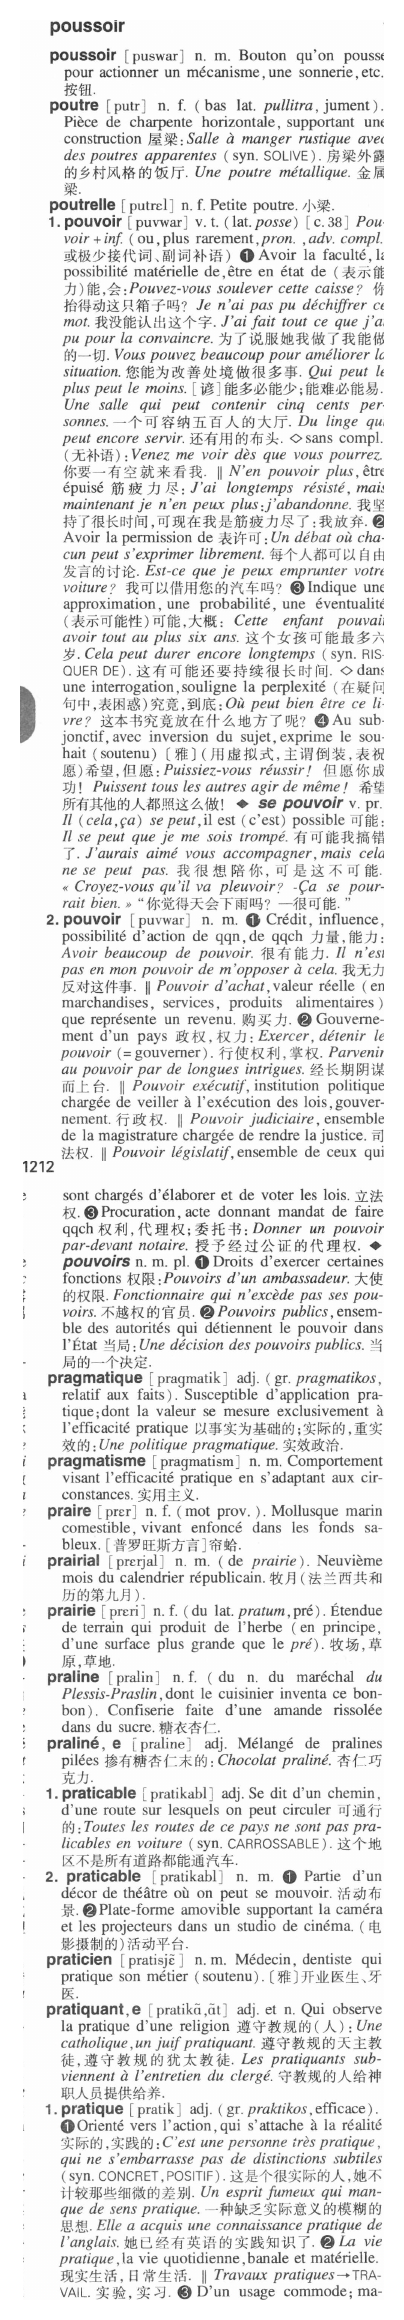 poussoir
poussoir [puswar] n. m. Bouton qu'on pousse
pour actionner un mécanisme, une sonnerie, etc.
按钮.
poutre [putr] n. f. ( bas lat. pullitra, jument).
Pièce de charpente horizontale, supportant une
construction 屋梁: Salle à manger rustique avec
des poutres apparentes ( syn. SOLIVE). 房梁外露
的乡村风格的饭厅. Une poutre métallique. 金属
梁.
poutrelle [putrɛl] n. f. Petite poutre. 小梁.
1. pouvoir [puvwar] v. t. (lat. posse) [c. 38] Pou-
voir + inf. (ou, plus rarement, pron. , adv. compl.
或极少接代词、副词补语) ❶ Avoir la faculté, la
possibilité matérielle de, être en état de (表示能
力)能,会: Pouvez-vous soulever cette caisse? 你
抬得动这只箱子吗? Je n'ai pas pu déchiffrer ce
mot. 我没能认出这个字. J'ai fait tout ce que j'ai
pu pour la convaincre. 为了说服她我做了我能做
的一切. Vous pouvez beaucoup pour améliorer la
situation. 您能为改善处境做很多事. Qui peut le
plus peut le moins. [谚]能多必能少;能难必能易.
Une salle qui peut contenir cinq cents per-
sonnes. 一个可容纳五百人的大厅. Du linge qui
peut encore servir. 还有用的布头. ◇ sans compl.
(无补语): Venez me voir dès que vous pourrez.
你要一有空就来看我. ‖ N'en pouvoir plus, être
épuisé 筋疲力尽: J'ai longtemps résisté, mais
maintenant je n'en peux plus: j'abandonne. 我坚
持了很长时间,可现在我是筋疲力尽了:我放弃. ❷
Avoir la permission de 表许可: Un débat où cha-
cun peut s'exprimer librement. 每个人都可以自由
发言的讨论. Est-ce que je peux emprunter votre
voiture? 我可以借用您的汽车吗? ❸ Indique une
approximation, une probabilité, une éventualité
(表示可能性)可能,大概: Cette enfant pouvait
avoir tout au plus six ans. 这个女孩可能最多六
岁. Cela peut durer encore longtemps (syn. RIS-
QUER DE). 这有可能还要持续很长时间. ◇ dans
une interrogation, souligne la perplexité (在疑问
句中,表困惑)究竟,到底: Où peut bien être ce li-
vre? 这本书究竟放在什么地方了呢? ❹ Au sub-
jonctif, avec inversion du sujet, exprime le sou-
hait (soutenu) [雅](用虚拟式,主谓倒装,表祝
愿)希望,但愿: Puissiez-vous réussir! 但愿你成
功! Puissent tous les autres agir de même! 希望
所有其他的人都照这么做! ◆ se pouvoir v. pr.
Il (cela, ça) se peut, il est (c'est) possible 可能:
Il se peut que je me sois trompé. 有可能我搞错
了. J'aurais aimé vous accompagner, mais cela
ne se peut pas. 我很想陪你,可是这不可能.
« Croyez-vous qu'il va pleuvoir? -Ça se pour-
rait bien. » “你觉得天会下雨吗? —很可能.”
2. pouvoir [puvwar] n. m. ❶ Crédit, influence,
possibilité d'action de qqn, de qqch 力量,能力:
Avoir beaucoup de pouvoir. 很有能力. Il n'est
pas en mon pouvoir de m'opposer à cela. 我无力
反对这件事. ‖ Pouvoir d'achat, valeur réelle (en
marchandises, services, produits alimentaires)
que représente un revenu. 购买力. ❷ Gouverne-
ment d'un pays 政权,权力: Exercer, détenir le
pouvoir (= gouverner). 行使权利,掌权. Parvenir
au pouvoir par de longues intrigues. 经长期阴谋
而上台. ‖ Pouvoir exécutif, institution politique
chargée de veiller à l'exécution des lois, gouver-
nement. 行政权. ‖ Pouvoir judiciaire, ensemble
de la magistrature chargée de rendre la justice. 司
法权. ‖ Pouvoir législatif, ensemble de ceux qui
1212
sont chargés d'élaborer et de voter les lois. 立法
权. ❸ Procuration, acte donnant mandat de faire
qqch 权利,代理权;委托书: Donner un pouvoir
par-devant notaire. 授予经过公证的代理权. ◆
pouvoirs n. m. pl. ❶ Droits d'exercer certaines
fonctions 权限: Pouvoirs d'un ambassadeur. 大使
的权限. Fonctionnaire qui n'excède pas ses pou-
voirs. 不越权的官员. ❷ Pouvoirs publics, ensem-
ble des autorités qui détiennent le pouvoir dans
l'État 当局: Une décision des pouvoirs publics. 当
局的一个决定.
pragmatique [pragmatik] adj. (gr. pragmatikos,
relatif aux faits). Susceptible d'application pra-
tique; dont la valeur se mesure exclusivement à
l'efficacité pratique 以事实为基础的;实际的,重实
效的: Une politique pragmatique. 实效政治.
pragmatisme [pragmatism] n. m. Comportement
visant l'efficacité pratique en s'adaptant aux cir-
constances. 实用主义.
praire [prɛr] n. f. (mot prov. ). Mollusque marin
comestible, vivant enfoncé dans les fonds sa-
bleux. [普罗旺斯方言]帘蛤.
prairial [prɛrjal] n. m. ( de prairie). Neuvième
mois du calendrier républicain. 牧月(法兰西共和
历的第九月).
prairie [prɛri] n. f. (du lat. pratum, pré). Étendue
de terrain qui produit de l'herbe (en principe,
d'une surface plus grande que le pré). 牧场,草
原,草地.
praline [pralin] n. f. ( du n. du maréchal du
Plessis-Praslin, dont le cuisinier inventa ce bon-
bon). Confiserie faite d'une amande rissolée
dans du sucre. 糖衣杏仁.
praliné, e [praline] adj. Mélangé de pralines
pilées 掺有糖杏仁末的: Chocolat praliné. 杏仁巧
克力.
1. praticable [pratikabl] adj. Se dit d'un chemin,
d'une route sur lesquels on peut circuler 可通行
的: Toutes les routes de ce pays ne sont pas pra-
ticables en voiture (syn. CARROSSABLE). 这个地
区不是所有道路都能通汽车.
2. praticable [pratikabl] n. m. ❶ Partie d'un
décor de théâtre où on peut se mouvoir. 活动布
景. ❷ Plate-forme amovible supportant la caméra
et les projecteurs dans un studio de cinéma. (电
影摄制的)活动平台.
praticien [pratisjɛ̃] n. m. Médecin, dentiste qui
pratique son métier (soutenu). [雅]开业医生、牙
医.
pratiquant, e [pratikɑ̃, ɑ̃t] adj. et n. Qui observe
la pratique d'une religion 遵守教规的(人): Une
catholique, un juif pratiquant. 遵守教规的天主教
徒,遵守教规的犹太教徒. Les pratiquants sub-
viennent à l'entretien du clergé. 守教规的人给神
职人员提供给养.
1. pratique [pratik] adj. (gr. praktikos, efficace).
❶ Orienté vers l'action, qui s'attache à la réalité
实际的,实践的: C'est une personne très pratique,
qui ne s'embarrasse pas de distinctions subtiles
(syn. CONCRET, POSITIF). 这是个很实际的人,她不
计较那些细微的差别. Un esprit fumeux qui man-
que de sens pratique. 一种缺乏实际意义的模糊的
思想. Elle a acquis une connaissance pratique de
l'anglais. 她已经有英语的实践知识了. ❷ La vie
pratique, la vie quotidienne, banale et matérielle.
现实生活,日常生活. ‖ Travaux pratiques→TRA-
VAIL. 实验,实习. ❸ D'un usage commode; ma-